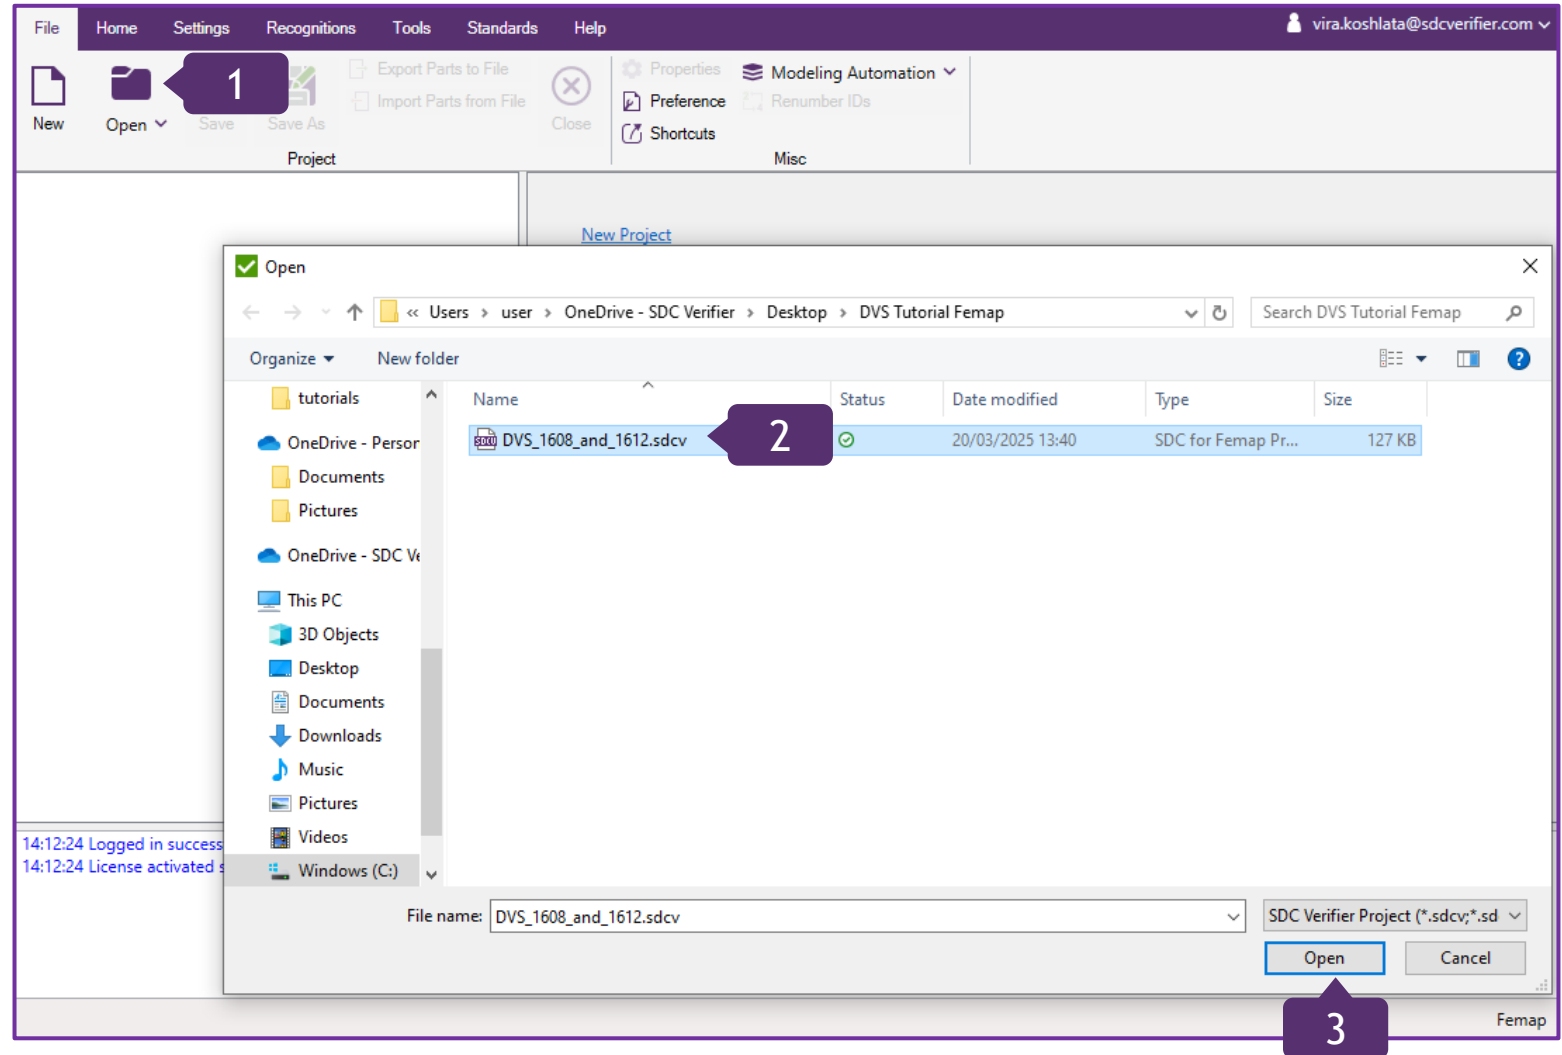 File Home Settings Recognitions Tools Standards Help vira.koshlata@sdcverifier.com
New Open Save Save As Export Parts to File
Import Parts from File
Close
Project
Properties
Preference
Shortcuts
Modeling Automation
Renumber IDs
Misc
1
New Project
Open
« Users › user › OneDrive - SDC Verifier › Desktop › DVS Tutorial Femap
Search DVS Tutorial Femap
Organize New folder
?
Name Status Date modified Type Size
DVS_1608_and_1612.sdcv 20/03/2025 13:40 SDC for Femap Pr... 127 KB
2
tutorials
OneDrive - Person
Documents
Pictures
OneDrive - SDC Ve
This PC
3D Objects
Desktop
Documents
Downloads
Music
Pictures
Videos
Windows (C:)
14:12:24 Logged in success
14:12:24 License activated s
File name: DVS_1608_and_1612.sdcv SDC Verifier Project (*.sdcv;*.sd
Open Cancel
3
Femap